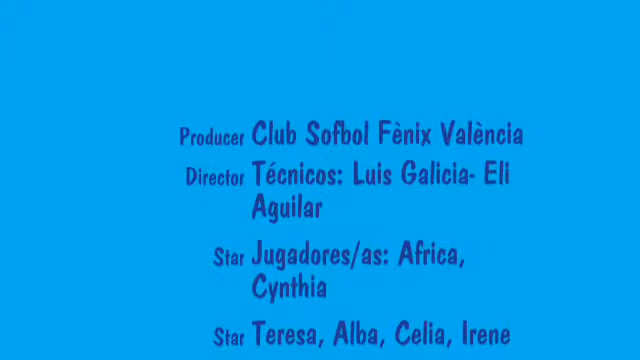 Producer Club Sofbol Fènix València
Director Técnicos: Luis Galicia- Eli
Aguilar
Star Jugadores/as: Africa,
Cynthia
Star Teresa, Alba, Celia, Irene